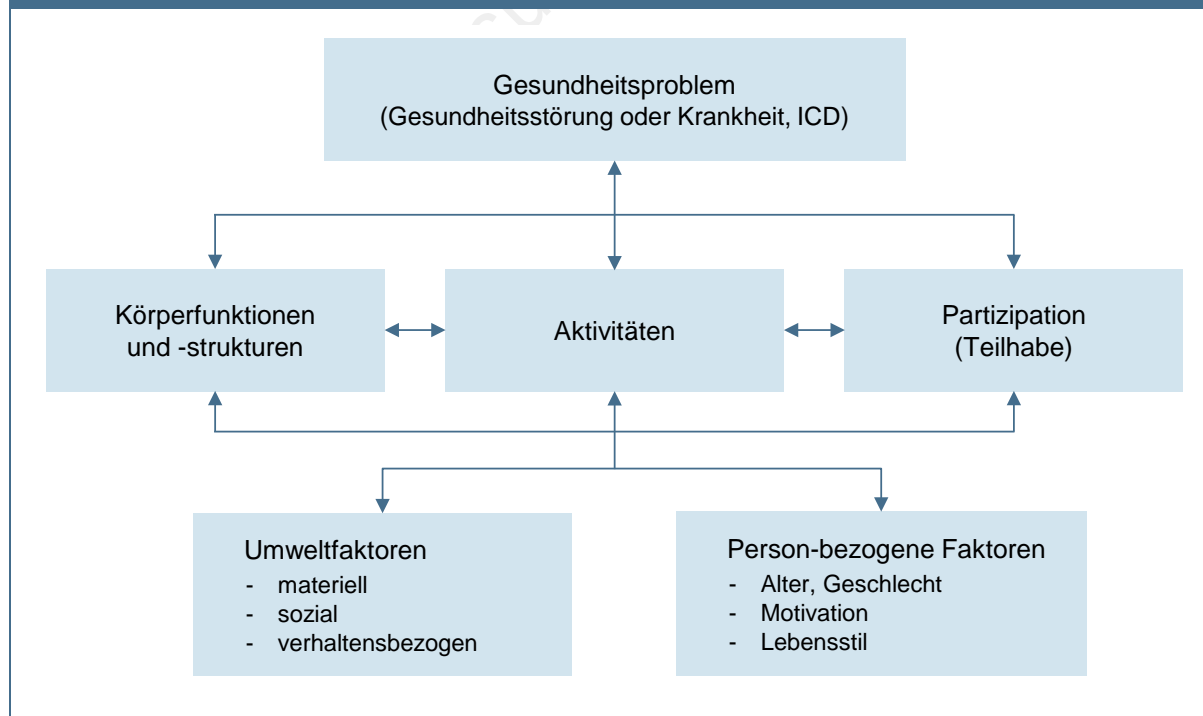 Gesundheitsproblem
(Gesundheitsstörung oder Krankheit, ICD)
Körperfunktionen
und -strukturen
Aktivitäten
Partizipation
(Teilhabe)
Umweltfaktoren
- materiell
- sozial
- verhaltensbezogen
Person-bezogene Faktoren
- Alter, Geschlecht
- Motivation
- Lebensstil